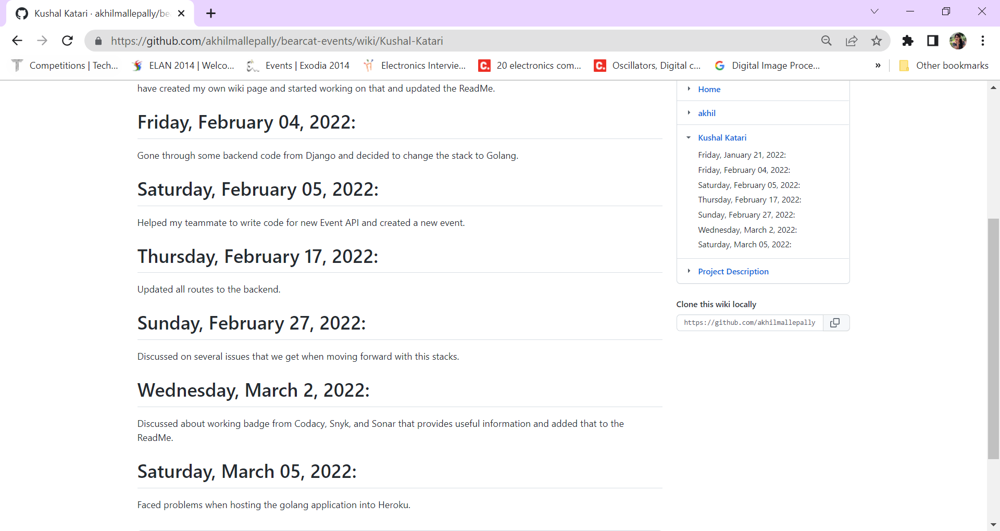 Kushal Katari · akhilmallepally/be
https://github.com/akhilmallepally/bearcat-events/wiki/Kushal-Katari
Competitions | Tech...
ELAN 2014 | Welco...
Events | Exodia 2014
Electronics Intervie...
20 electronics com...
Oscillators, Digital c...
Digital Image Proce...
»
Other bookmarks
have created my own wiki page and started working on that and updated the ReadMe.
Friday, February 04, 2022:
Gone through some backend code from Django and decided to change the stack to Golang.
Saturday, February 05, 2022:
Helped my teammate to write code for new Event API and created a new event.
Thursday, February 17, 2022:
Updated all routes to the backend.
Sunday, February 27, 2022:
Discussed on several issues that we get when moving forward with this stacks.
Wednesday, March 2, 2022:
Discussed about working badge from Codacy, Snyk, and Sonar that provides useful information and added that to the
ReadMe.
Saturday, March 05, 2022:
Faced problems when hosting the golang application into Heroku.
Home
akhil
Kushal Katari
Friday, January 21, 2022:
Friday, February 04, 2022:
Saturday, February 05, 2022:
Thursday, February 17, 2022:
Sunday, February 27, 2022:
Wednesday, March 2, 2022:
Saturday, March 05, 2022:
Project Description
Clone this wiki locally
https://github.com/akhilmallepally